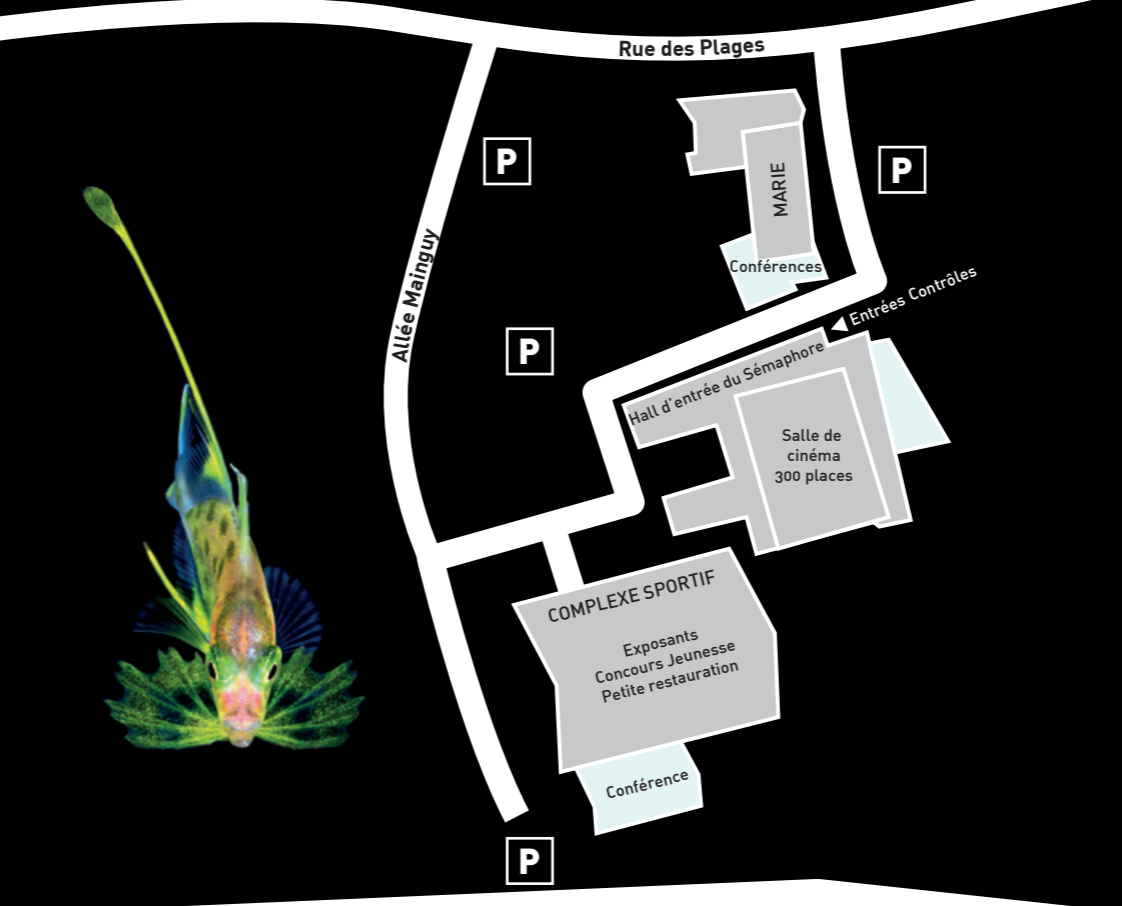 Rue des Plages
P
P
MARIE
Allée Mainguy
Conférences
Entrées Contrôles
P
Hall d'entrée du Sémaphore
Salle de
cinéma
300 places
COMPLEXE SPORTIF
Exposants
Concours Jeunesse
Petite restauration
Conférence
P